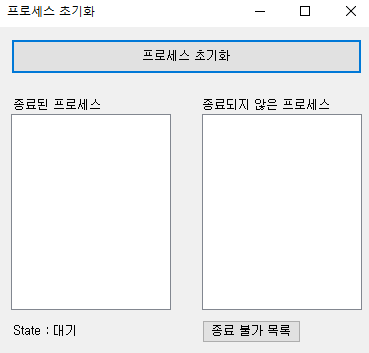 프로세스 초기화
프로세스 초기화
종료된 프로세스
종료되지 않은 프로세스
State : 대기
종료 불가 목록